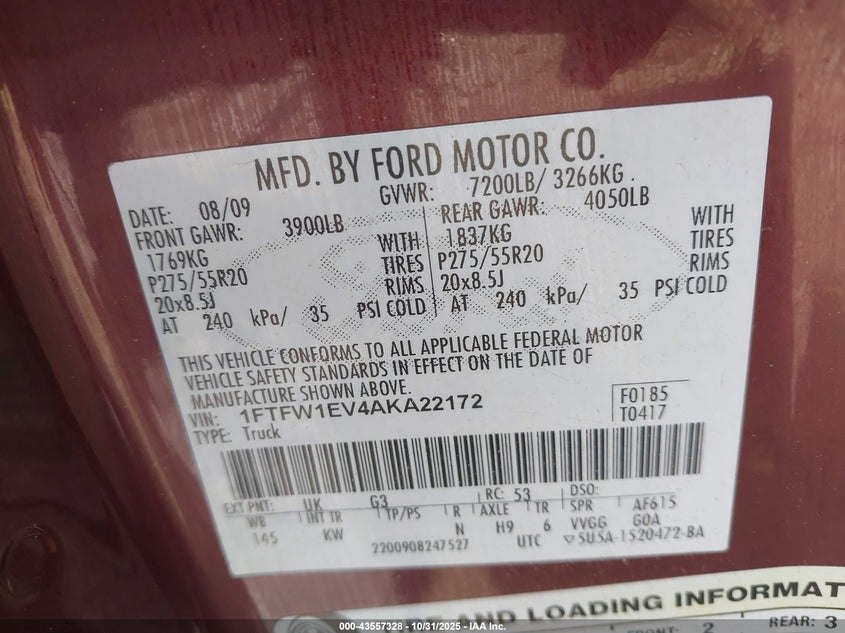 MFD. BY FORD MOTOR CO.
DATE: 08/09 GVWR: 7200LB/ 3266KG
FRONT GAWR: 3900LB REAR GAWR: 4050LB
1769KG WITH 1837KG WITH
P275/55R20 TIRES P275/55R20 TIRES
20x8.5J RIMS 20x8.5J RIMS
AT 240 kPa/ 35 PSI COLD AT 240 kPa/ 35 PSI COLD
THIS VEHICLE CONFORMS TO ALL APPLICABLE FEDERAL MOTOR
VEHICLE SAFETY STANDARDS IN EFFECT ON THE DATE OF
MANUFACTURE SHOWN ABOVE.
VIN: 1FTFW1EV4AKA22172 F0185
TYPE: Truck T0417
EXT PNT: UK G3 RC: 53 DSO:
WB INT TR TP/PS R AXLE TR SPR AF615
145 KW N H9 6 VVGG GOA
2200908247527 UTC 5U5A-1520472-BA
AND LOADING INFORMAT
FRONT: 2 REAR: 3
000-43557328 - 10/31/2025 - IAA Inc.